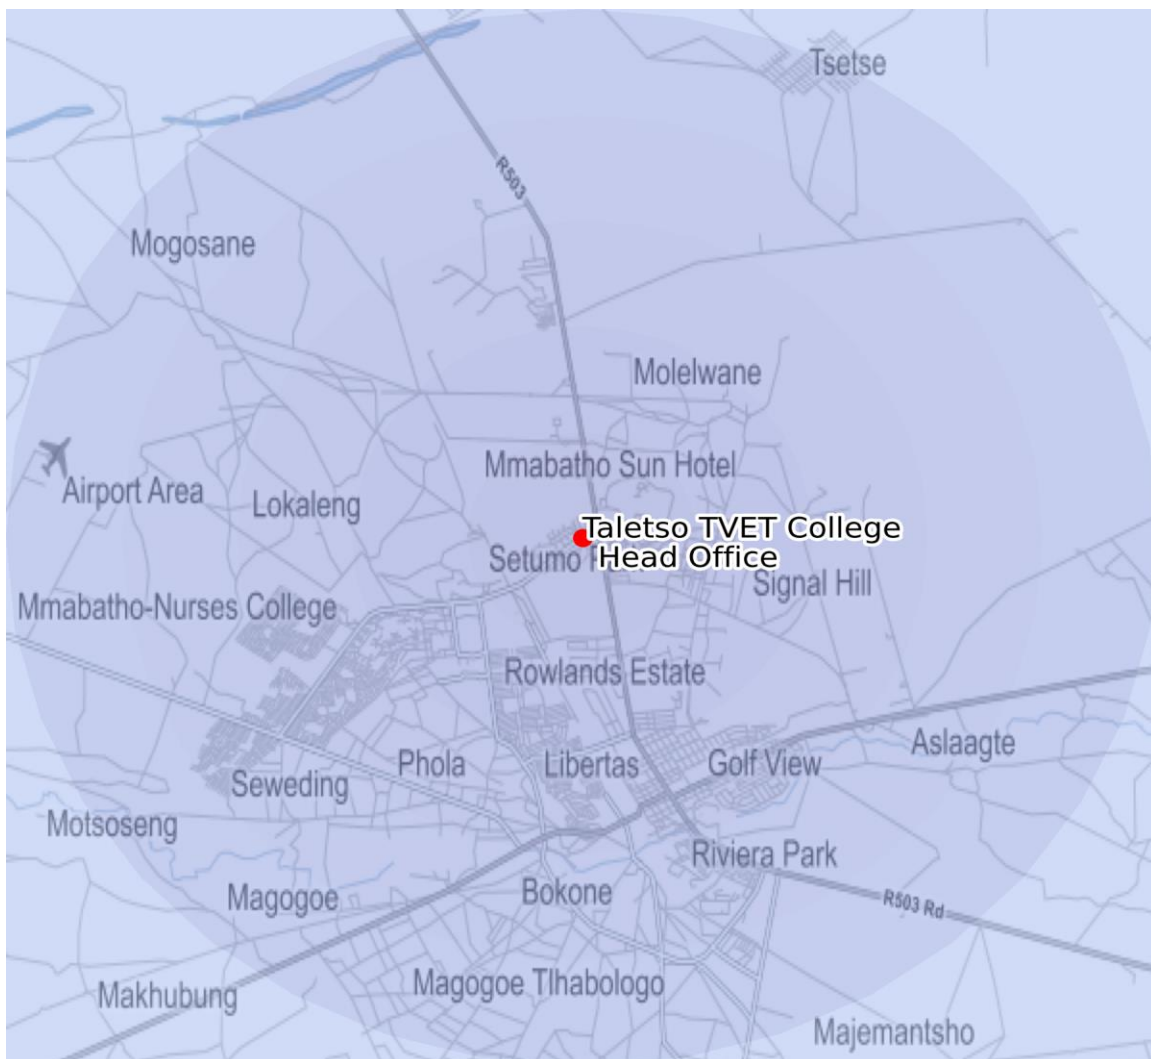 Tsetse
R503
Mogosane
Molelwane
Mmabatho Sun Hotel
Airport Area
Lokaleng
Taletso TVET College
Head Office
Setumo
Signal Hill
Mmabatho-Nurses College
Rowlands Estate
Aslaagte
Phola
Libertas
Golf View
Seweding
Motsoseng
Riviera Park
Magogoe
Bokone
R503 Rd
Magogoe Tlhabologo
Makhubung
Majemantsho